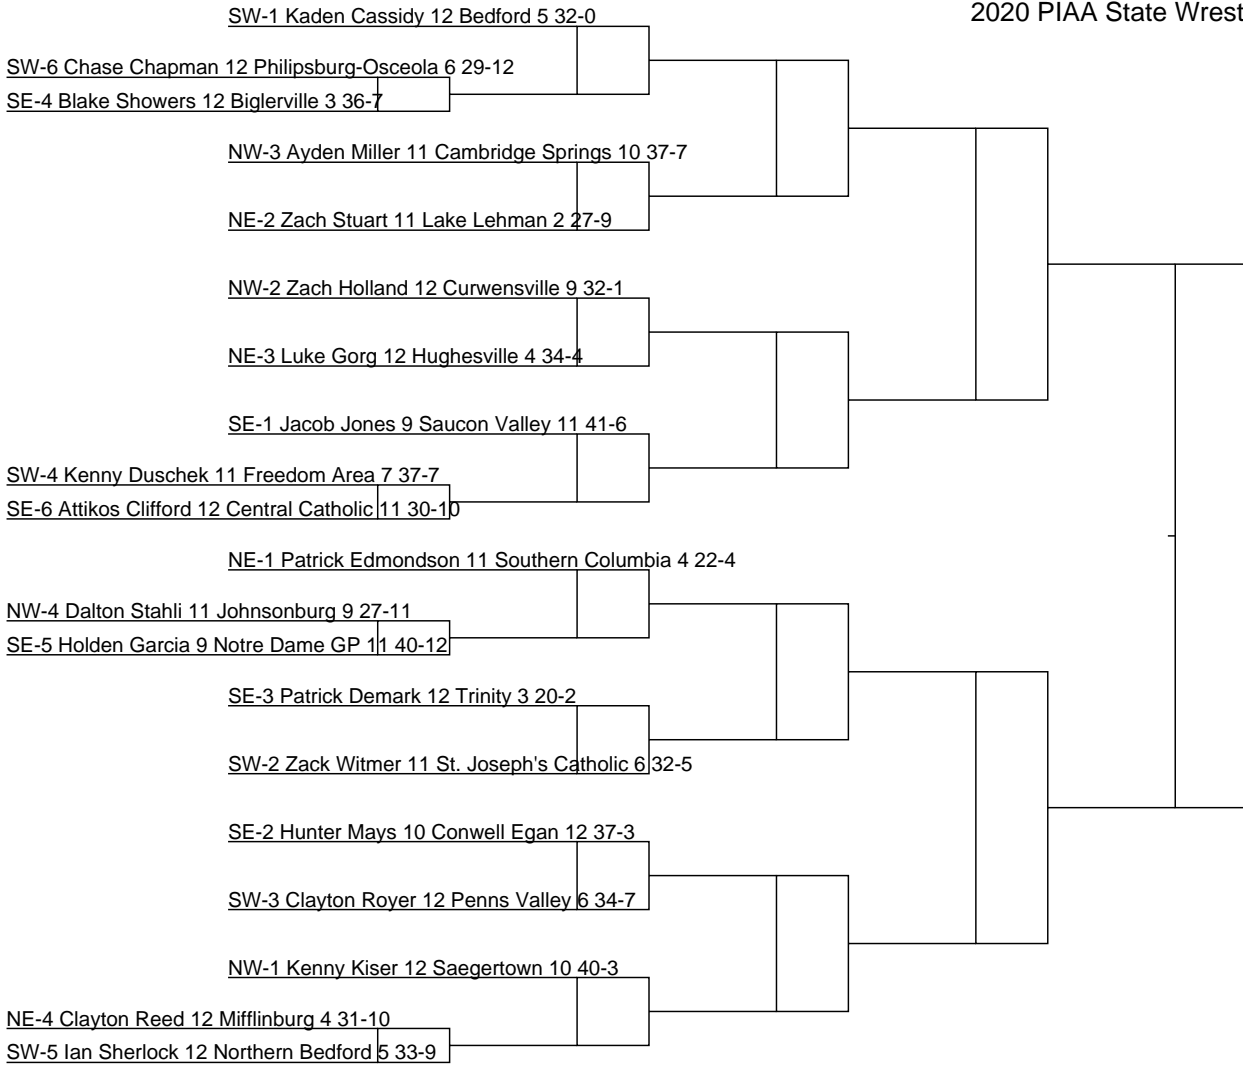 2020 PIAA State Wrest
SW-1 Kaden Cassidy 12 Bedford 5 32-0
SW-6 Chase Chapman 12 Philipsburg-Osceola 6 29-12
SE-4 Blake Showers 12 Biglerville 3 36-7
NW-3 Ayden Miller 11 Cambridge Springs 10 37-7
NE-2 Zach Stuart 11 Lake Lehman 2 27-9
NW-2 Zach Holland 12 Curwensville 9 32-1
NE-3 Luke Gorg 12 Hughesville 4 34-4
SE-1 Jacob Jones 9 Saucon Valley 11 41-6
SW-4 Kenny Duschek 11 Freedom Area 7 37-7
SE-6 Attikos Clifford 12 Central Catholic 11 30-10
NE-1 Patrick Edmondson 11 Southern Columbia 4 22-4
NW-4 Dalton Stahli 11 Johnsonburg 9 27-11
SE-5 Holden Garcia 9 Notre Dame GP 11 40-12
SE-3 Patrick Demark 12 Trinity 3 20-2
SW-2 Zack Witmer 11 St. Joseph's Catholic 6 32-5
SE-2 Hunter Mays 10 Conwell Egan 12 37-3
SW-3 Clayton Royer 12 Penns Valley 6 34-7
NW-1 Kenny Kiser 12 Saegertown 10 40-3
NE-4 Clayton Reed 12 Mifflinburg 4 31-10
SW-5 Ian Sherlock 12 Northern Bedford 5 33-9